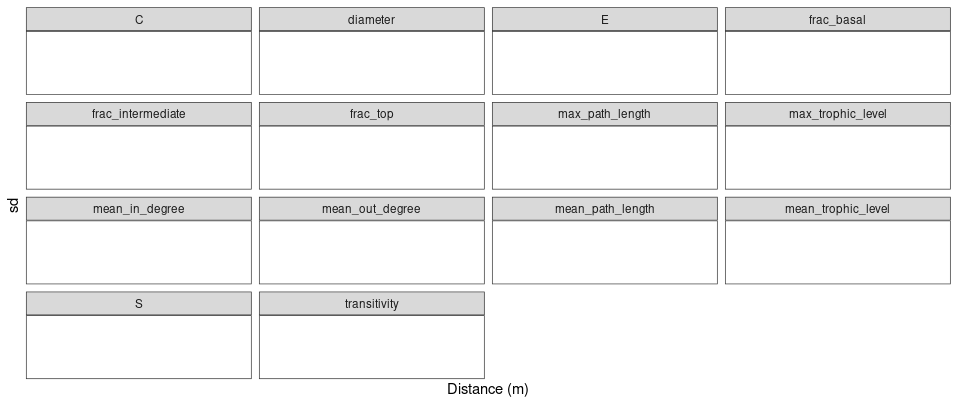 C diameter E frac_basal
frac_intermediate frac_top max_path_length max_trophic_level
mean_in_degree mean_out_degree mean_path_length mean_trophic_level
sd
S transitivity
Distance (m)